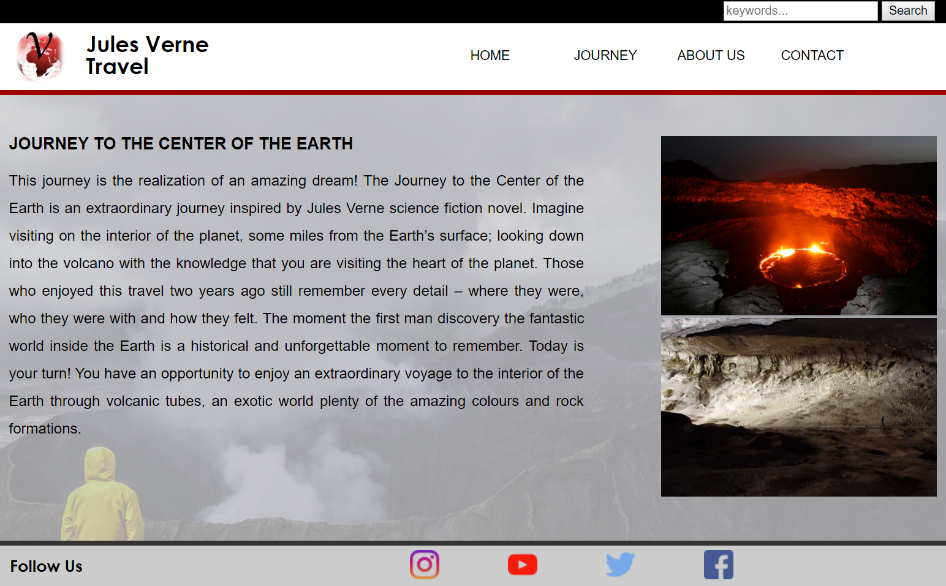 keywords... Search
Jules Verne
Travel
HOME JOURNEY ABOUT US CONTACT
JOURNEY TO THE CENTER OF THE EARTH
This journey is the realization of an amazing dream! The Journey to the Center of the
Earth is an extraordinary journey inspired by Jules Verne science fiction novel. Imagine
visiting on the interior of the planet, some miles from the Earth’s surface; looking down
into the volcano with the knowledge that you are visiting the heart of the planet. Those
who enjoyed this travel two years ago still remember every detail – where they were,
who they were with and how they felt. The moment the first man discovery the fantastic
world inside the Earth is a historical and unforgettable moment to remember. Today is
your turn! You have an opportunity to enjoy an extraordinary voyage to the interior of the
Earth through volcanic tubes, an exotic world plenty of the amazing colours and rock
formations.
Follow Us